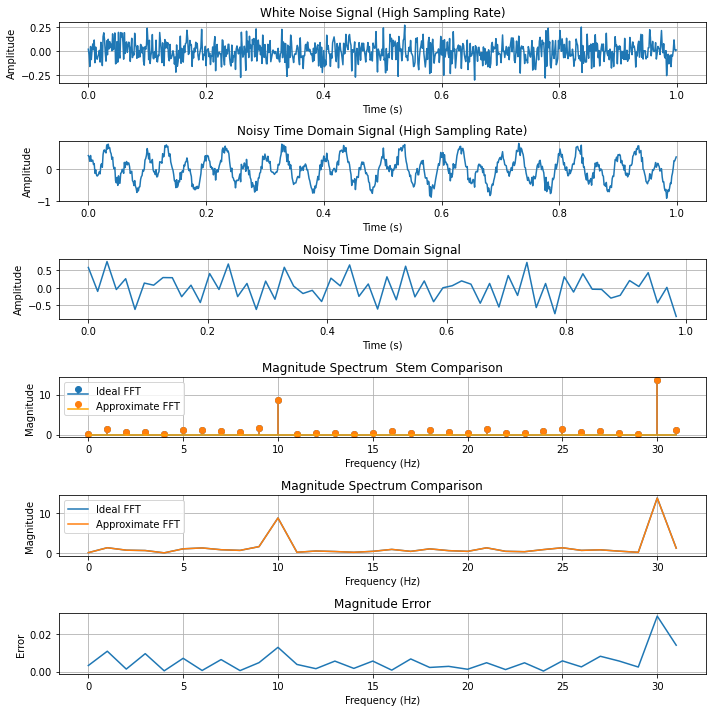 White Noise Signal (High Sampling Rate)
Amplitude
0.25
0.00
−0.25
0.0 0.2 0.4 0.6 0.8 1.0
Time (s)
Noisy Time Domain Signal (High Sampling Rate)
Amplitude
0
−1
0.0 0.2 0.4 0.6 0.8 1.0
Time (s)
Noisy Time Domain Signal
Amplitude
0.5
0.0
−0.5
0.0 0.2 0.4 0.6 0.8 1.0
Time (s)
Magnitude Spectrum  Stem Comparison
Magnitude
10
0
Ideal FFT
Approximate FFT
0 5 10 15 20 25 30
Frequency (Hz)
Magnitude Spectrum Comparison
Magnitude
10
0
Ideal FFT
Approximate FFT
0 5 10 15 20 25 30
Frequency (Hz)
Magnitude Error
Error
0.02
0.00
0 5 10 15 20 25 30
Frequency (Hz)